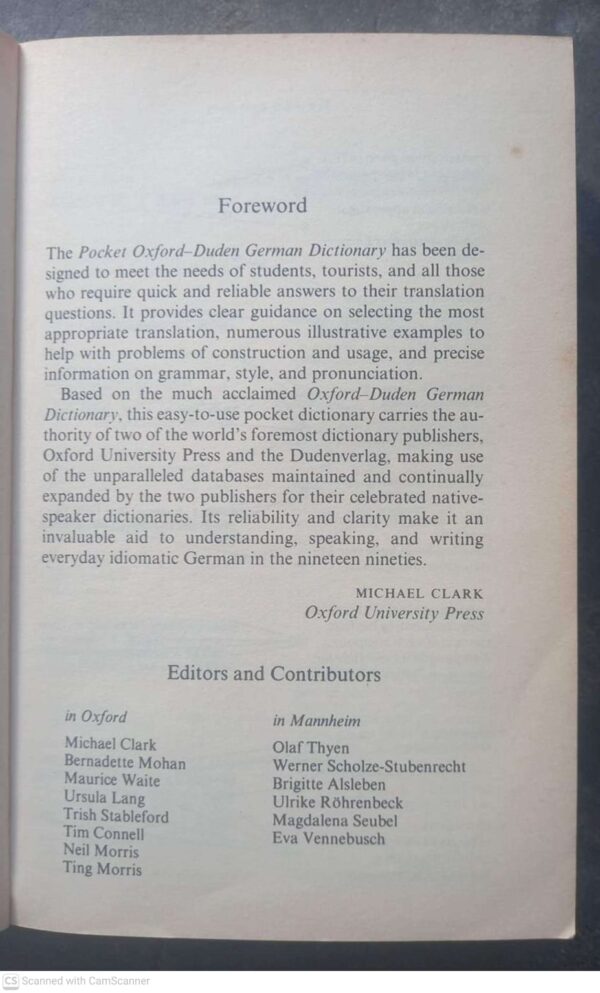 Foreword
The Pocket Oxford–Duden German Dictionary has been de-
signed to meet the needs of students, tourists, and all those
who require quick and reliable answers to their translation
questions. It provides clear guidance on selecting the most
appropriate translation, numerous illustrative examples to
help with problems of construction and usage, and precise
information on grammar, style, and pronunciation.
Based on the much acclaimed Oxford–Duden German
Dictionary, this easy-to-use pocket dictionary carries the au-
thority of two of the world's foremost dictionary publishers,
Oxford University Press and the Dudenverlag, making use
of the unparalleled databases maintained and continually
expanded by the two publishers for their celebrated native-
speaker dictionaries. Its reliability and clarity make it an
invaluable aid to understanding, speaking, and writing
everyday idiomatic German in the nineteen nineties.
MICHAEL CLARK
Oxford University Press
Editors and Contributors
in Oxford
Michael Clark
Bernadette Mohan
Maurice Waite
Ursula Lang
Trish Stableford
Tim Connell
Neil Morris
Ting Morris
in Mannheim
Olaf Thyen
Werner Scholze-Stubenrecht
Brigitte Alsleben
Ulrike Röhrenbeck
Magdalena Seubel
Eva Vennebusch
CS Scanned with CamScanner